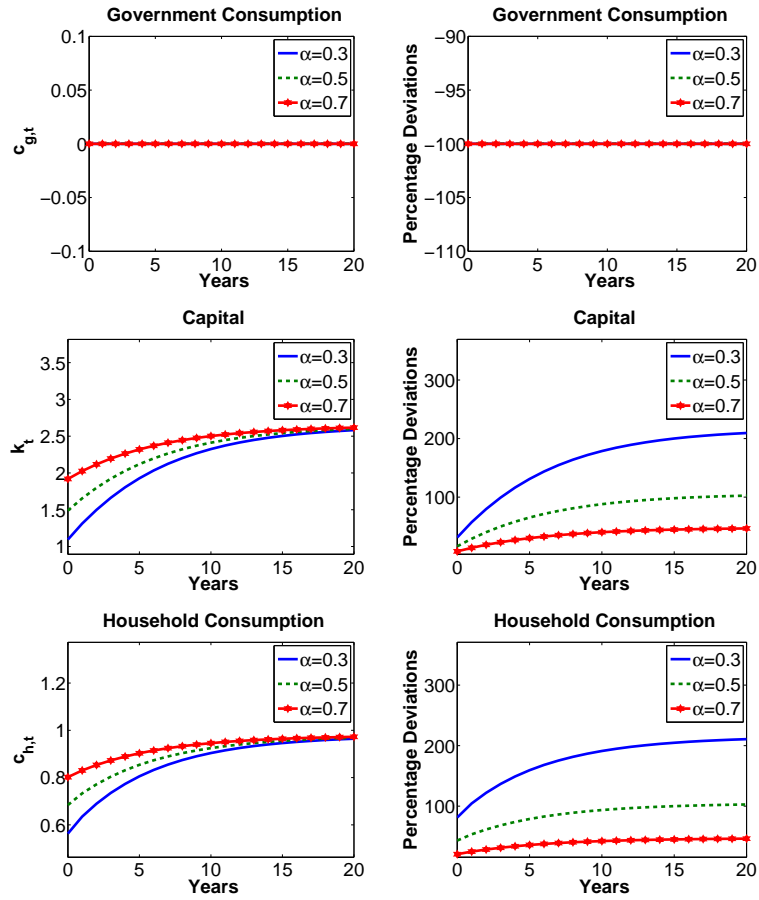 Government Consumption
0.1
0.05
0
−0.05
−0.1
c_{g,t}
α=0.3
α=0.5
α=0.7
0 5 10 15 20
Years
Government Consumption
−90
−95
−100
−105
−110
Percentage Deviations
α=0.3
α=0.5
α=0.7
0 5 10 15 20
Years
Capital
3.5
3
2.5
2
1.5
1
k_t
α=0.3
α=0.5
α=0.7
0 5 10 15 20
Years
Capital
300
200
100
Percentage Deviations
α=0.3
α=0.5
α=0.7
0 5 10 15 20
Years
Household Consumption
1.2
1
0.8
0.6
c_{h,t}
α=0.3
α=0.5
α=0.7
0 5 10 15 20
Years
Household Consumption
300
200
100
Percentage Deviations
α=0.3
α=0.5
α=0.7
0 5 10 15 20
Years